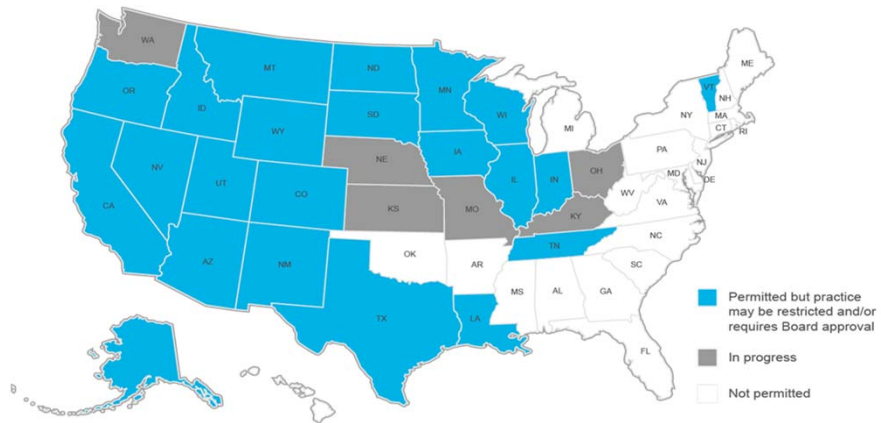 WA
MT
ND
MN
OR
ID
WY
SD
WI
MI
NY
VT
ME
NH
MA
CT
RI
NV
UT
CO
NE
IA
IL
IN
OH
PA
NJ
MD
DE
CA
KS
MO
KY
WV
VA
AZ
NM
OK
AR
TN
NC
SC
TX
LA
MS
AL
GA
FL
Permitted but practice
may be restricted and/or
requires Board approval
In progress
Not permitted